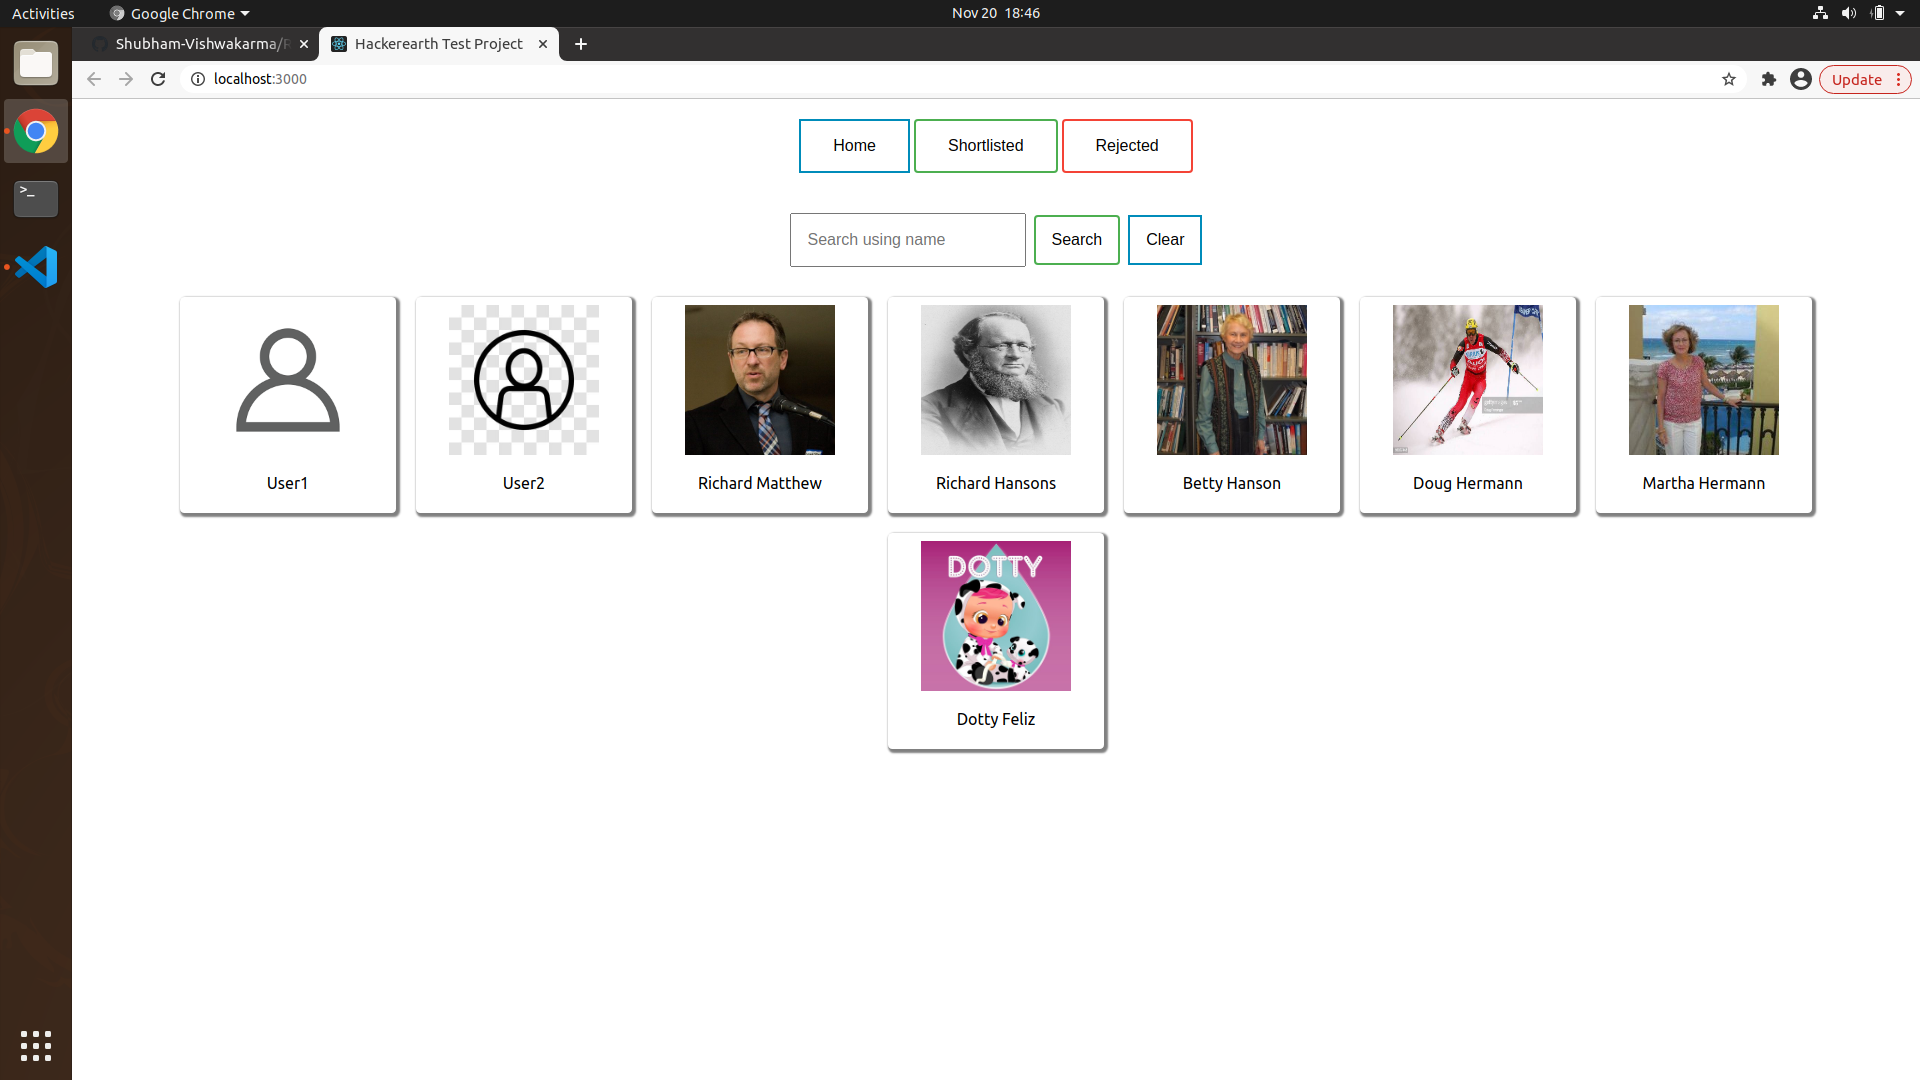 Activities
Google Chrome
Nov 20 18:46
Shubham-Vishwakarma/R
Hackerearth Test Project
localhost:3000
Update
Home
Shortlisted
Rejected
Search using name
Search
Clear
User1
User2
Richard Matthew
Richard Hansons
Betty Hanson
Doug Hermann
Martha Hermann
DOTTY
Dotty Feliz